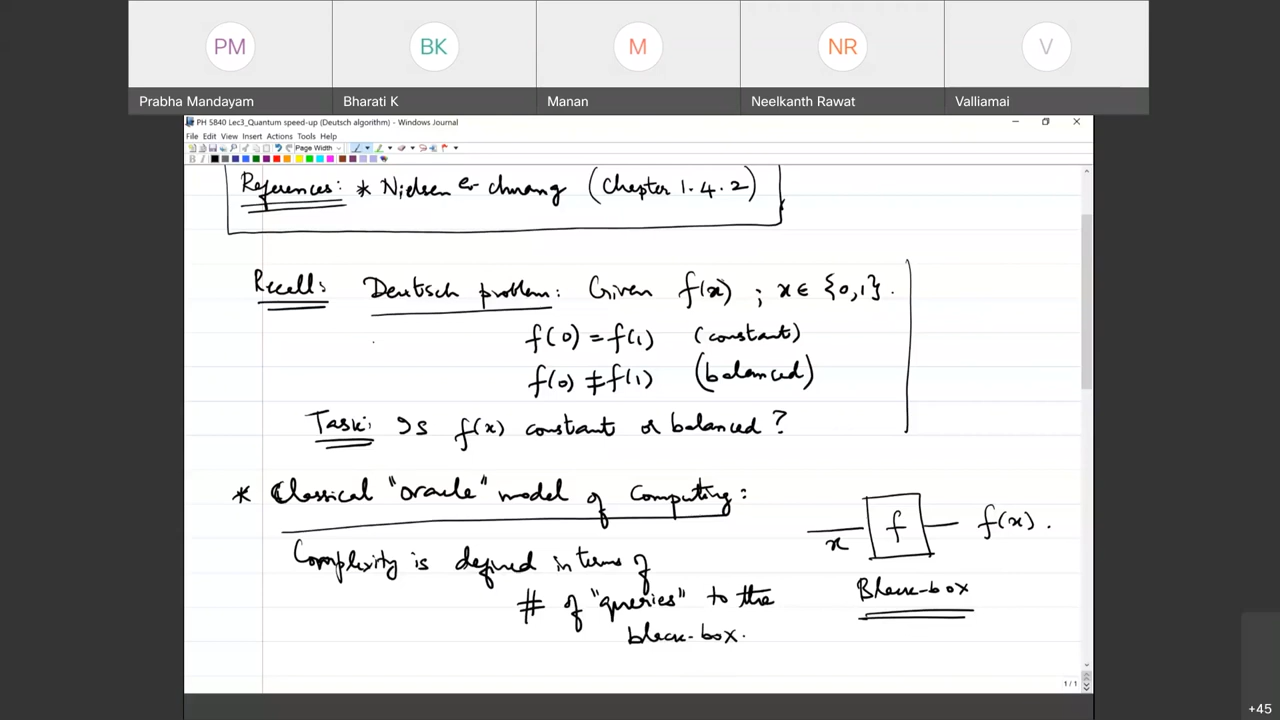 PM
BK
M
NR
V
Prabha Mandayam
Bharati K
Manan
Neelkanth Rawat
Valliamai
PH 5840 Lec3_Quantum speed-up (Deutsch algorithm) - Windows Journal
File Edit View Insert Actions Tools Help
Page Width
B I
References: * Nielsen & Chuang (Chapter 1.4.2)
Recall: Deutsch problem: Given f(x) ; x ∈ {0,1}.
f(0) = f(1) (constant)
f(0) ≠ f(1) (balanced)
Task: Is f(x) constant or balanced ?
* Classical "oracle" model of Computing:
x f f(x).
Complexity is defined in terms of
# of "queries" to the
black-box.
Black-box
1 / 1
+45